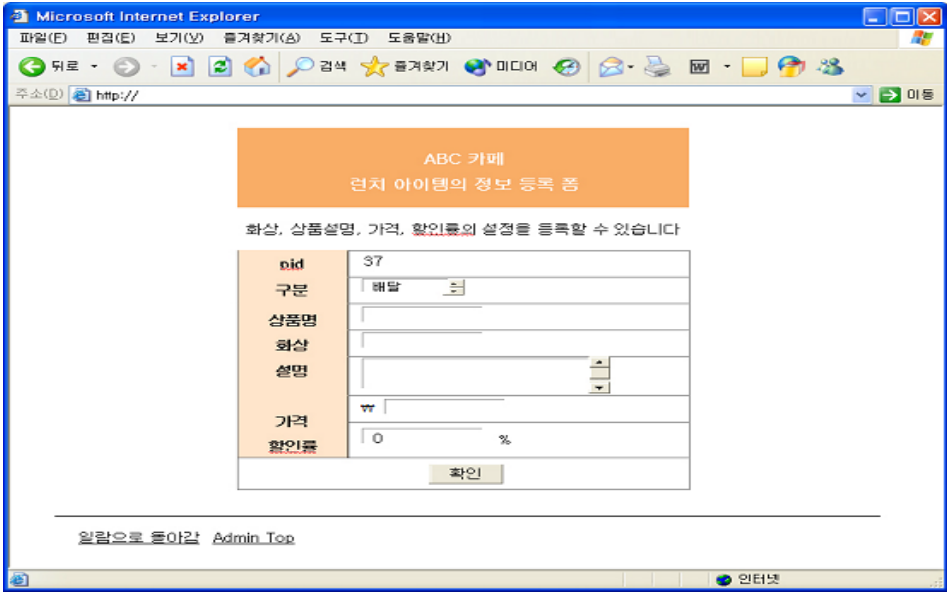 Microsoft Internet Explorer
파일(F) 편집(E) 보기(V) 즐겨찾기(A) 도구(T) 도움말(H)
뒤로 검색 즐겨찾기 미디어
주소(D) http:// 이동
ABC 카페
런치 아이템의 정보 등록 폼
화상, 상품설명, 가격, 할인률의 설정을 등록할 수 있습니다
pid 37
구분 배달
상품명
화상
설명
가격 ₩
할인률 0 %
확인
일람으로 돌아감 Admin Top
인터넷